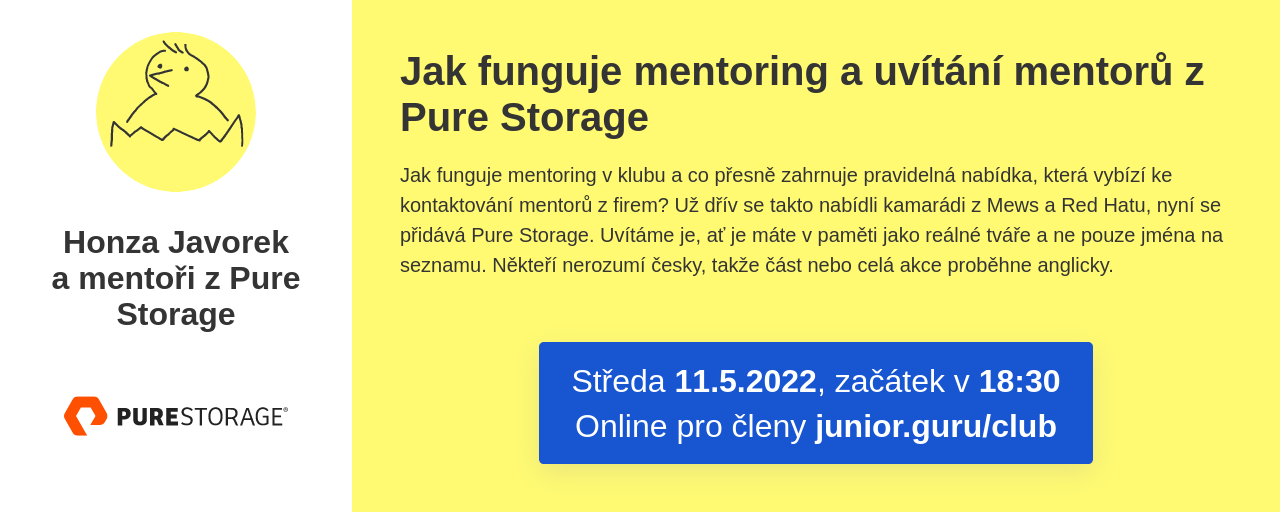 Honza Javorek
a mentoři z Pure
Storage
PURESTORAGE®
Jak funguje mentoring a uvítání mentorů z
Pure Storage
Jak funguje mentoring v klubu a co přesně zahrnuje pravidelná nabídka, která vybízí ke
kontaktování mentorů z firem? Už dřív se takto nabídli kamarádi z Mews a Red Hatu, nyní se
přidává Pure Storage. Uvítáme je, ať je máte v paměti jako reálné tváře a ne pouze jména na
seznamu. Někteří nerozumí česky, takže část nebo celá akce proběhne anglicky.
Středa 11.5.2022, začátek v 18:30
Online pro členy junior.guru/club